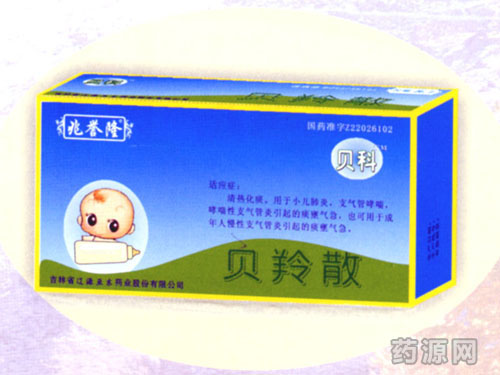 兆誉隆
国药准字Z22026102
贝科
TM
适应症:
清热化痰。用于小儿肺炎,支气管哮喘,
哮喘性支气管炎引起的痰壅气急,也可用于成
年人慢性支气管炎引起的痰壅气急。
贝羚散
吉林省辽源亚东药业股份有限公司
药源网